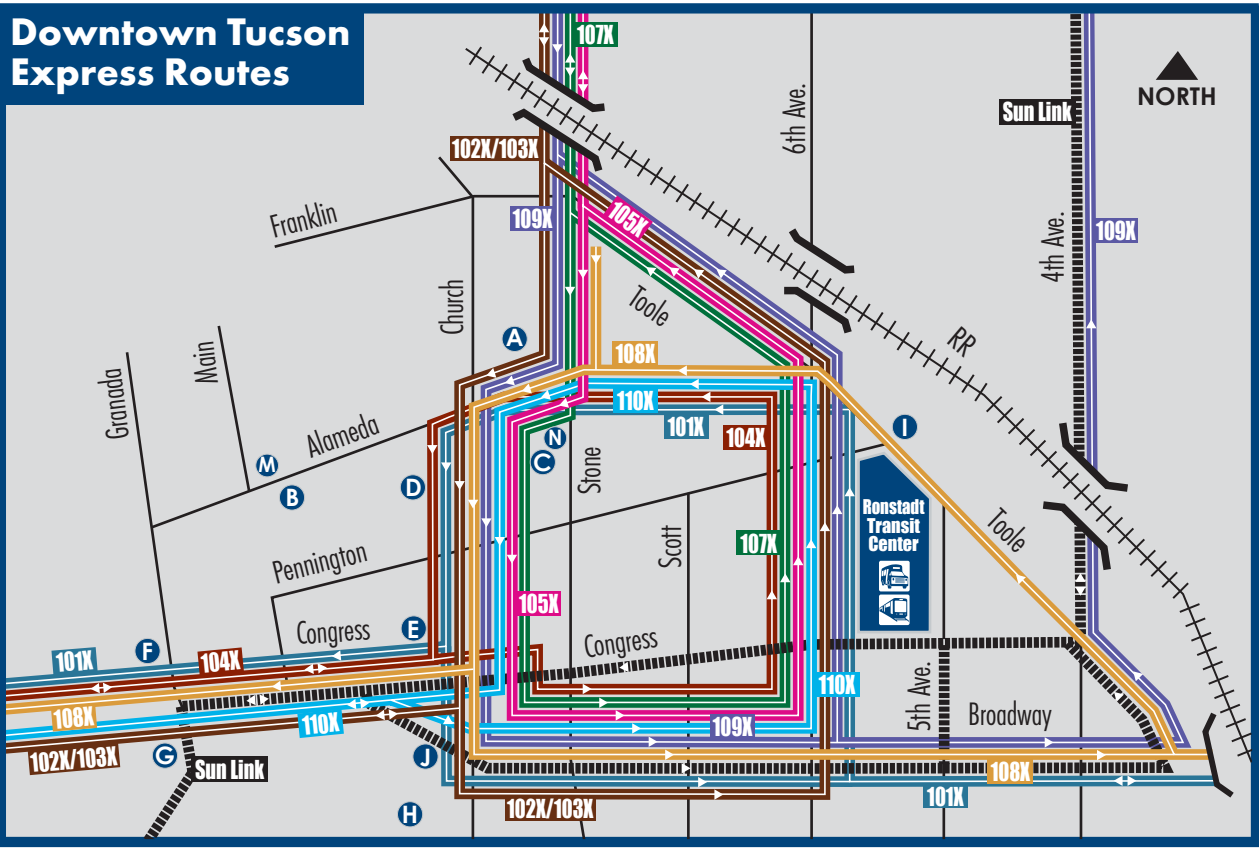 Downtown Tucson
Express Routes
107X
NORTH
6th Ave.
Sun Link
102X/103X
Franklin
109X
105X
4th Ave.
109X
Church
Toole
RR
Main
Granada
A
108X
110X
101X
104X
I
Alameda
N
C
Stone
M
B
D
Ronstadt
Transit
Center
Toole
Pennington
Scott
107X
105X
Congress
E
Congress
F
101X
104X
5th Ave.
110X
Broadway
108X
110X
109X
102X/103X
G
Sun Link
J
108X
101X
H
102X/103X